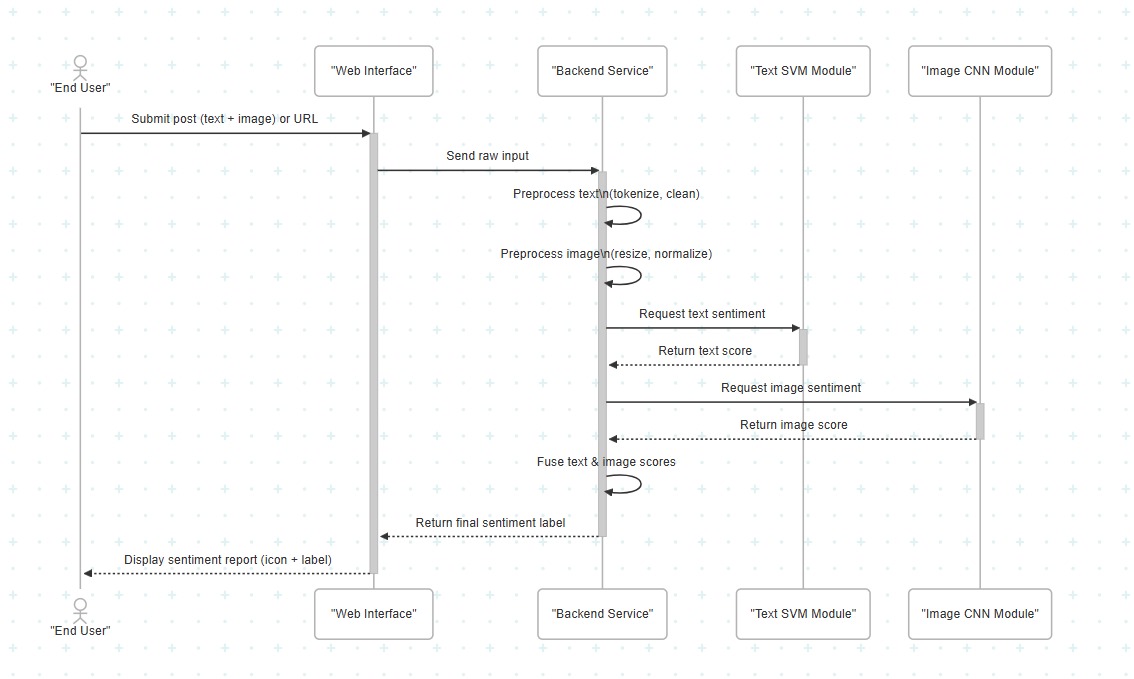 "End User"
"Web Interface"
"Backend Service"
"Text SVM Module"
"Image CNN Module"
Submit post (text + image) or URL
Send raw input
Preprocess text\n(tokenize, clean)
Preprocess image\n(resize, normalize)
Request text sentiment
Return text score
Request image sentiment
Return image score
Fuse text & image scores
Return final sentiment label
Display sentiment report (icon + label)
"End User"
"Web Interface"
"Backend Service"
"Text SVM Module"
"Image CNN Module"